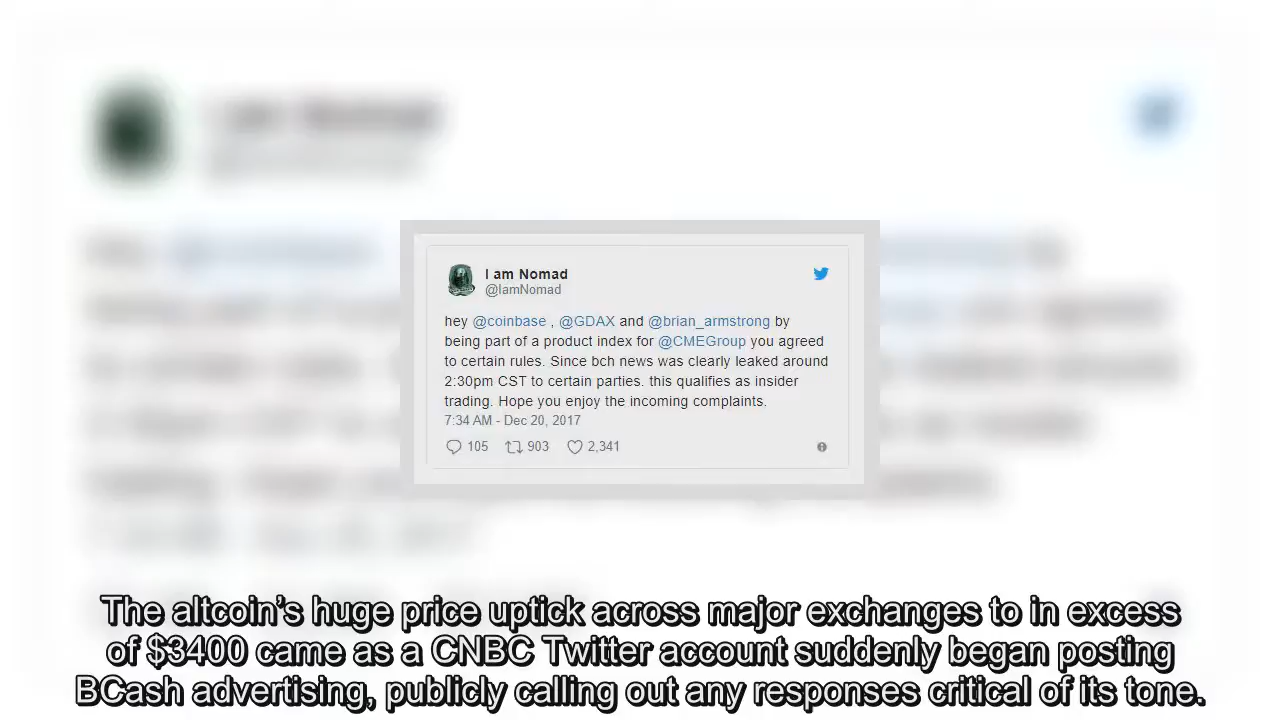 I am Nomad
@IamNomad
hey @coinbase , @GDAX and @brian_armstrong by
being part of a product index for @CMEGroup you agreed
to certain rules. Since bch news was clearly leaked around
2:30pm CST to certain parties. this qualifies as insider
trading. Hope you enjoy the incoming complaints.
7:34 AM - Dec 20, 2017
105 903 2,341
The altcoin’s huge price uptick across major exchanges to in excess
of $3400 came as a CNBC Twitter account suddenly began posting
BCash advertising, publicly calling out any responses critical of its tone.